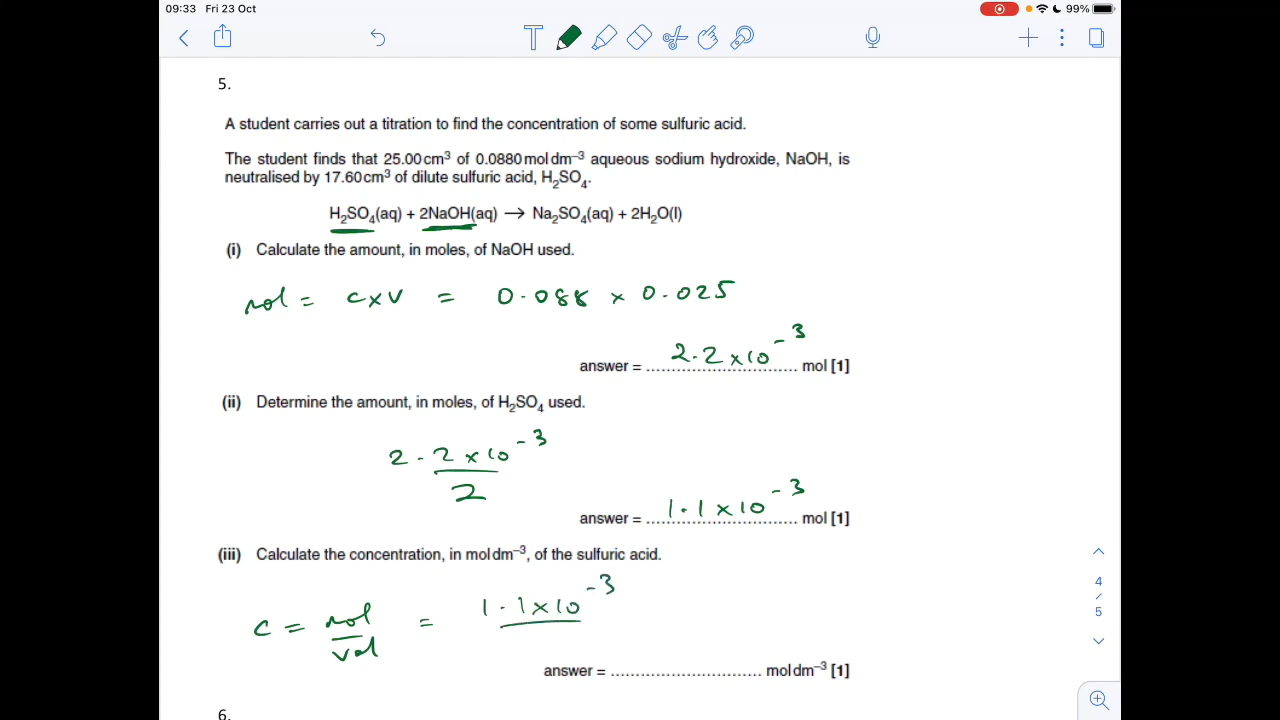 09:33 Fri 23 Oct
99%
T
5.
A student carries out a titration to find the concentration of some sulfuric acid.
The student finds that 25.00 cm³ of 0.0880 mol dm⁻³ aqueous sodium hydroxide, NaOH, is
neutralised by 17.60 cm³ of dilute sulfuric acid, H₂SO₄.
H₂SO₄(aq) + 2NaOH(aq) → Na₂SO₄(aq) + 2H₂O(l)
(i) Calculate the amount, in moles, of NaOH used.
mol = c×v = 0.088 × 0.025
2.2 × 10⁻³
answer = .................................. mol [1]
(ii) Determine the amount, in moles, of H₂SO₄ used.
2.2 × 10⁻³
2
1.1 × 10⁻³
answer = .................................. mol [1]
(iii) Calculate the concentration, in mol dm⁻³, of the sulfuric acid.
c = mol = 1.1 × 10⁻³
vol
answer = .................................. mol dm⁻³ [1]
4
/
5
6.